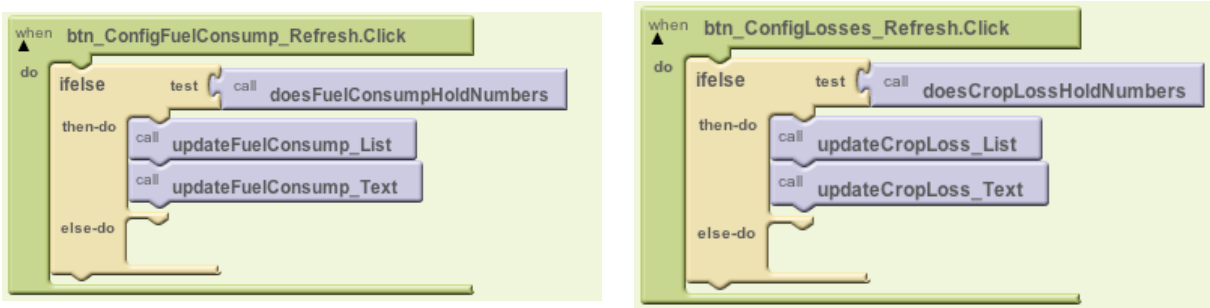 when btn_ConfigFuelConsump_Refresh.Click
do
ifelse test call doesFuelConsumpHoldNumbers
then-do call updateFuelConsump_List
call updateFuelConsump_Text
else-do
when btn_ConfigLosses_Refresh.Click
do
ifelse test call doesCropLossHoldNumbers
then-do call updateCropLoss_List
call updateCropLoss_Text
else-do